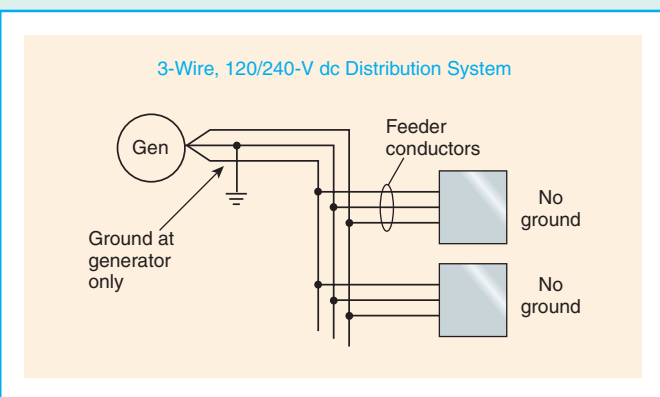 3-Wire, 120/240-V dc Distribution System
Gen
Feeder
conductors
No
ground
Ground at
generator
only
No
ground